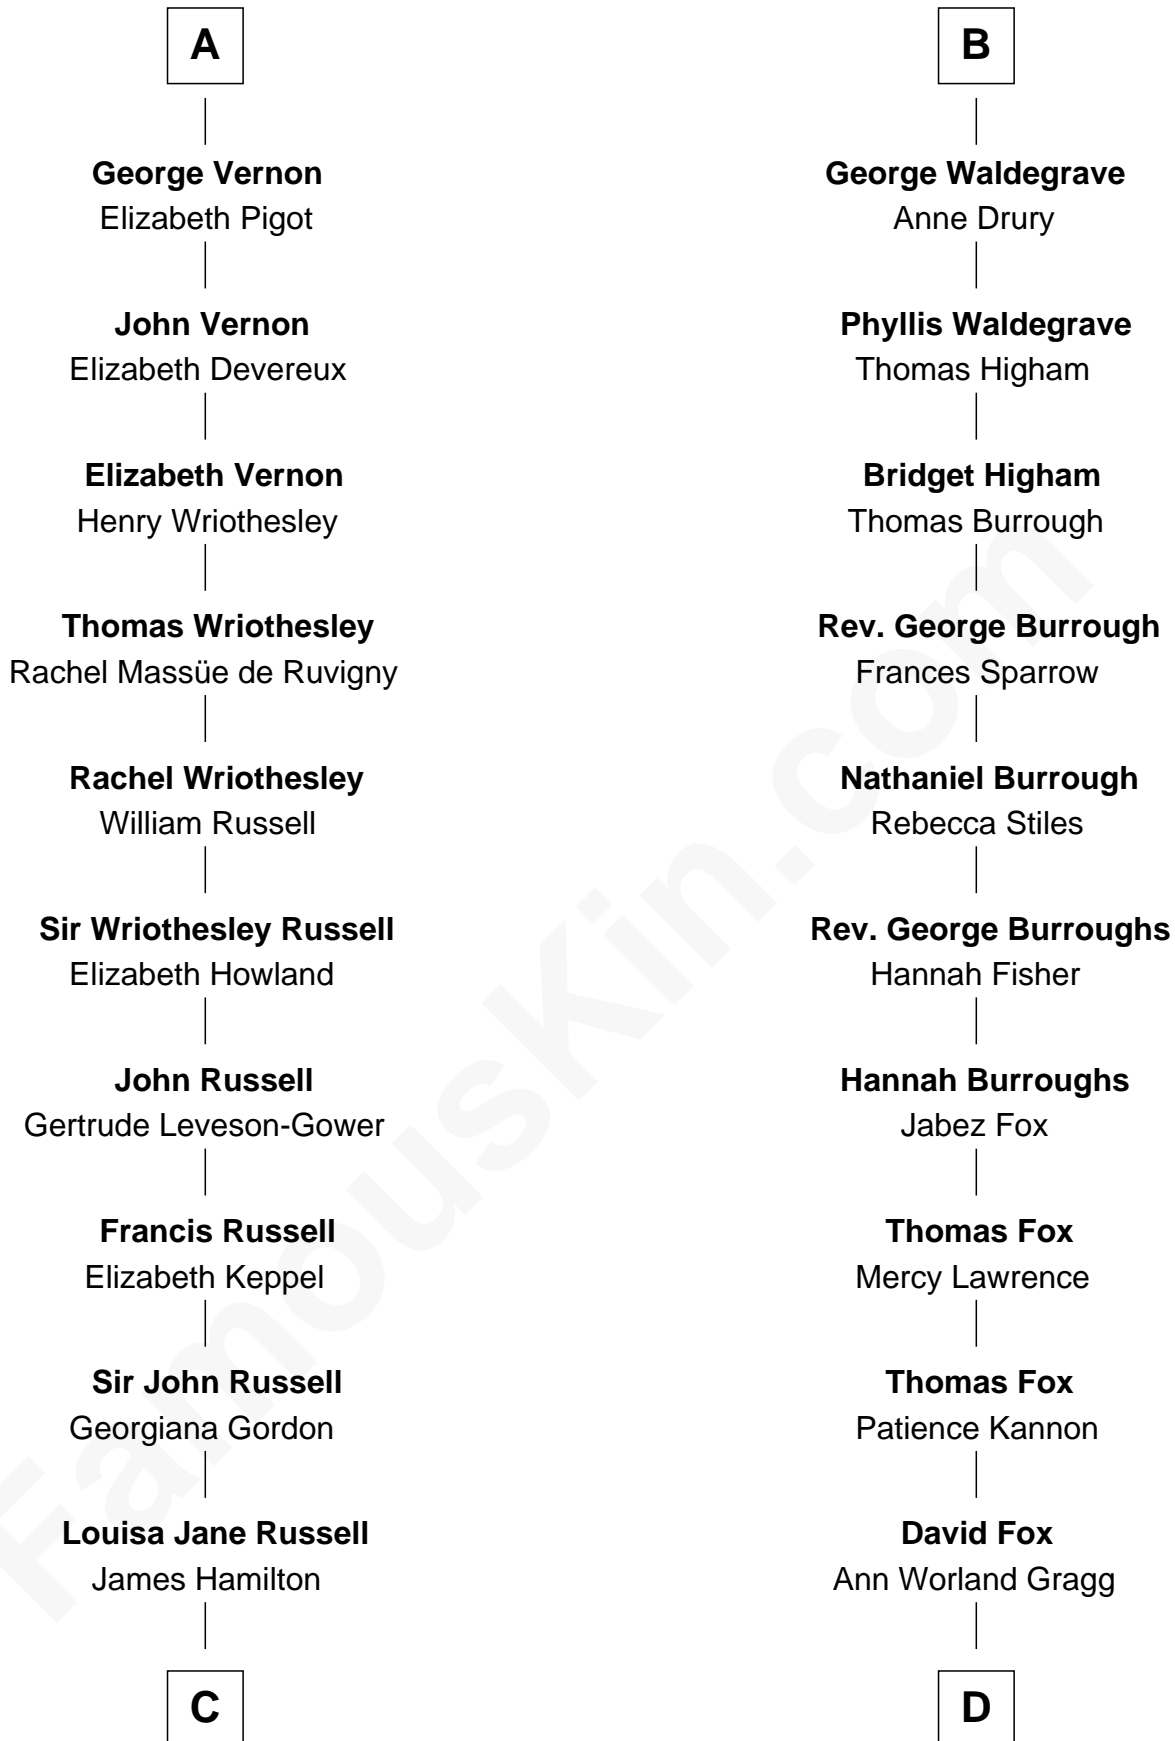 A
George Vernon
Elizabeth Pigot
John Vernon
Elizabeth Devereux
Elizabeth Vernon
Henry Wriothesley
Thomas Wriothesley
Rachel Massüe de Ruvigny
Rachel Wriothesley
William Russell
Sir Wriothesley Russell
Elizabeth Howland
John Russell
Gertrude Leveson-Gower
Francis Russell
Elizabeth Keppel
Sir John Russell
Georgiana Gordon
Louisa Jane Russell
James Hamilton
C
B
George Waldegrave
Anne Drury
Phyllis Waldegrave
Thomas Higham
Bridget Higham
Thomas Burrough
Rev. George Burrough
Frances Sparrow
Nathaniel Burrough
Rebecca Stiles
Rev. George Burroughs
Hannah Fisher
Hannah Burroughs
Jabez Fox
Thomas Fox
Mercy Lawrence
Thomas Fox
Patience Kannon
David Fox
Ann Worland Gragg
D
FamousKin.com